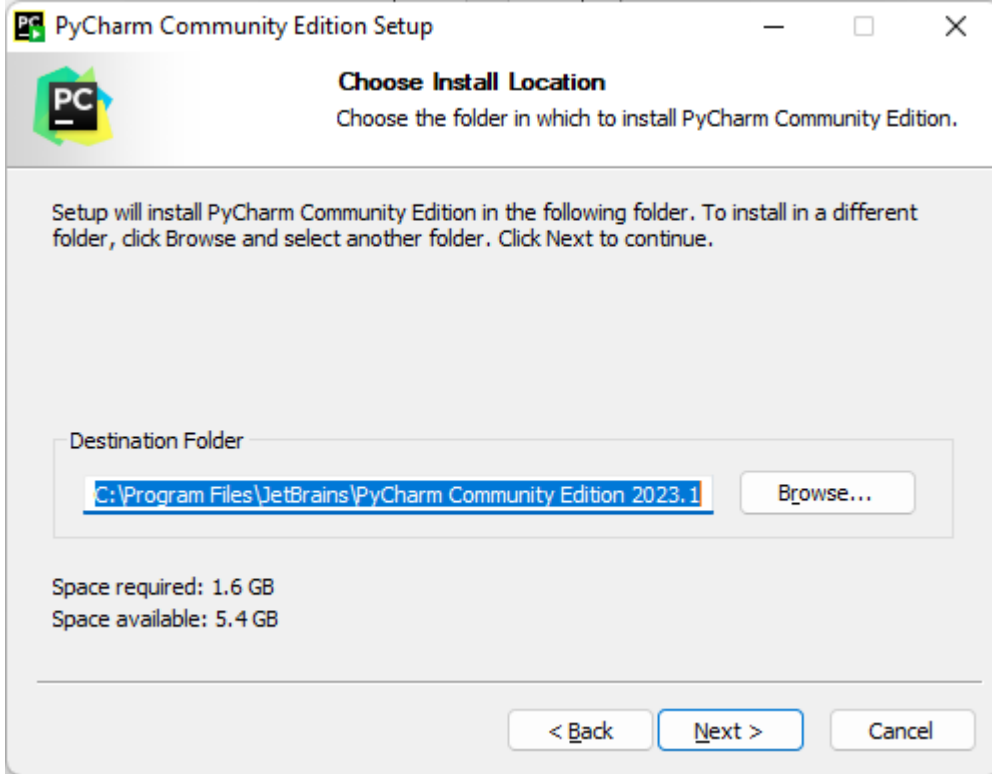 PyCharm Community Edition Setup
PC
Choose Install Location
Choose the folder in which to install PyCharm Community Edition.
Setup will install PyCharm Community Edition in the following folder. To install in a different
folder, click Browse and select another folder. Click Next to continue.
Destination Folder
C:\Program Files\JetBrains\PyCharm Community Edition 2023.1
Browse...
Space required: 1.6 GB
Space available: 5.4 GB
< Back Next > Cancel